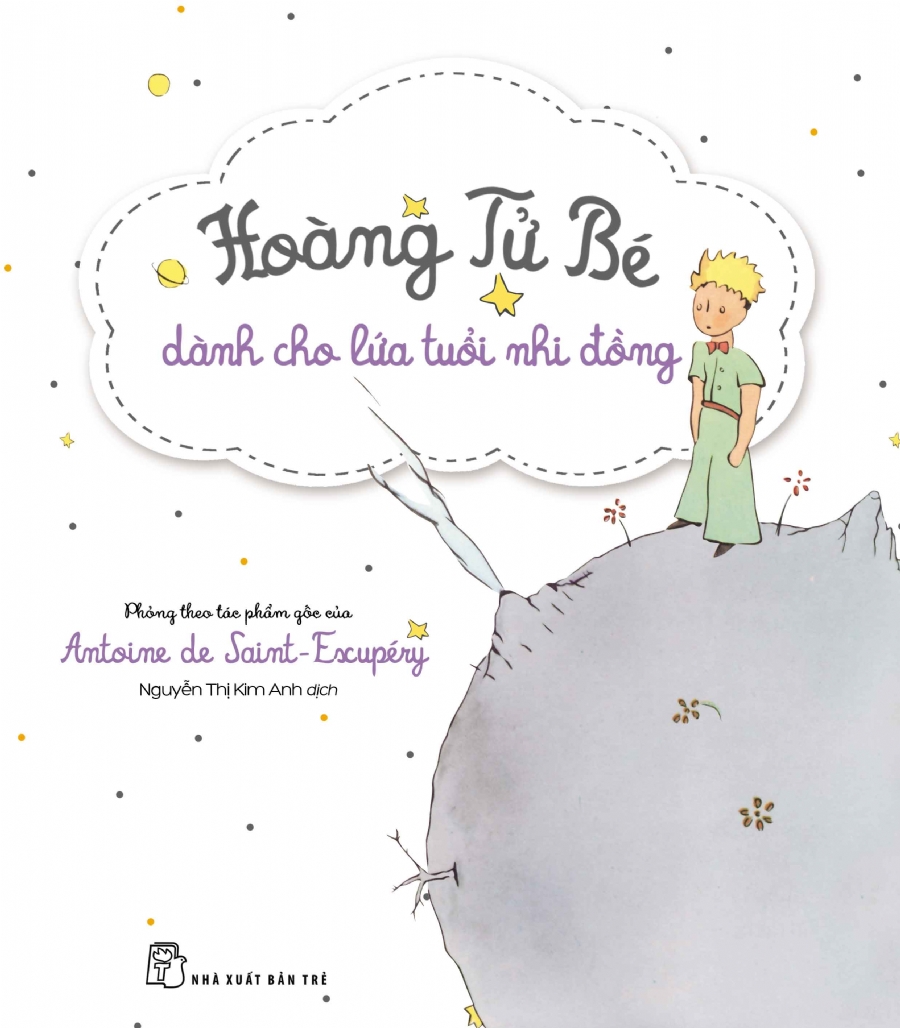 Hoàng Tử Bé
dành cho lứa tuổi nhi đồng
Phỏng theo tác phẩm gốc của
Antoine de Saint-Escupéry
Nguyễn Thị Kim Anh dịch
T
NHÀ XUẤT BẢN TRẺ